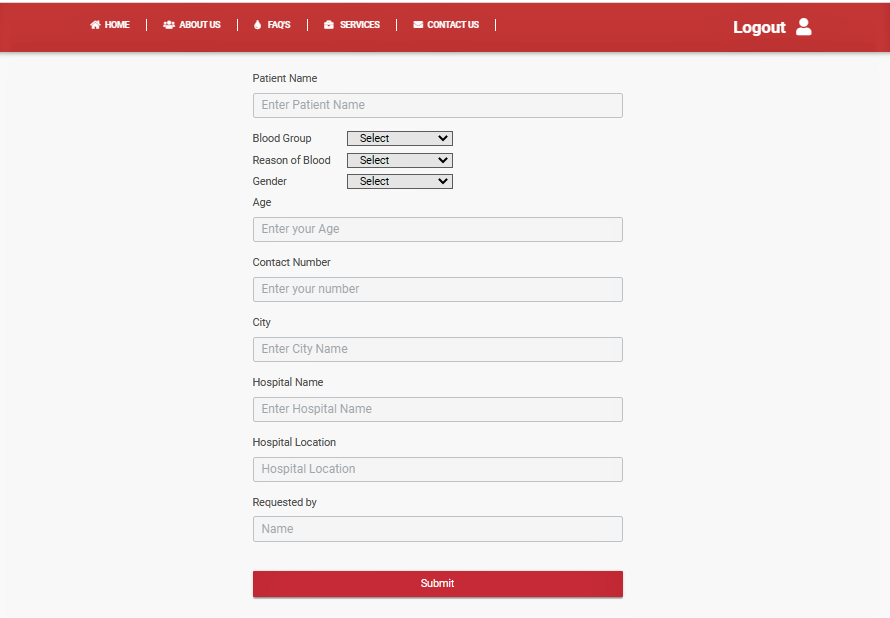 HOME ABOUT US FAQ'S SERVICES CONTACT US Logout
Patient Name
Enter Patient Name
Blood Group Select
Reason of Blood Select
Gender Select
Age
Enter your Age
Contact Number
Enter your number
City
Enter City Name
Hospital Name
Enter Hospital Name
Hospital Location
Hospital Location
Requested by
Name
Submit